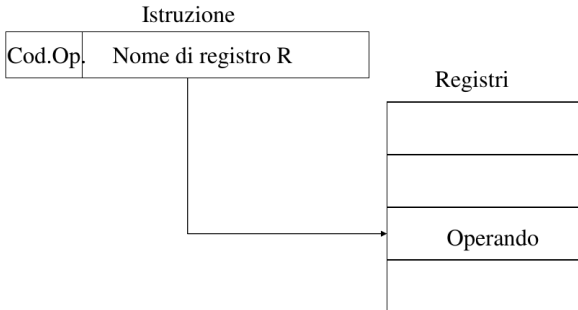 Istruzione
Cod.Op. Nome di registro R
Registri
Operando